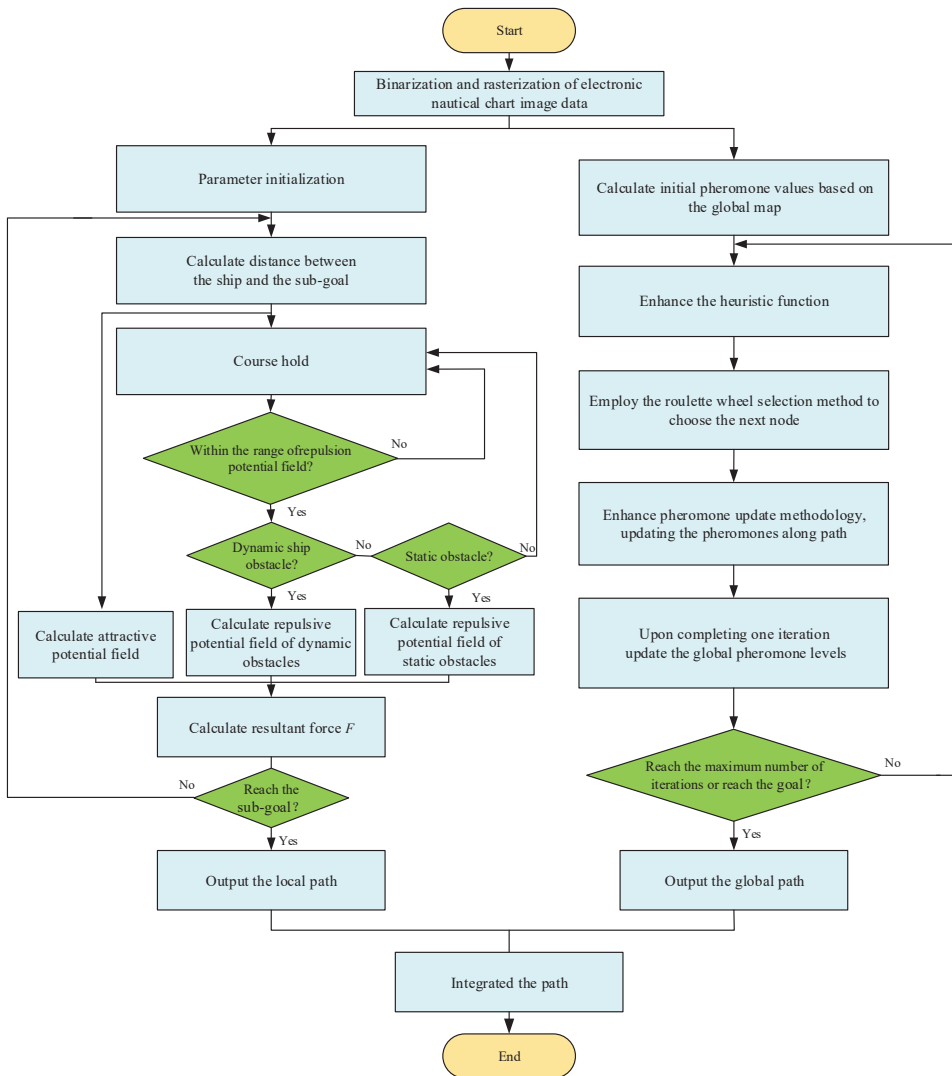 Start
Binarization and rasterization of electronic
nautical chart image data
Parameter initialization
Calculate initial pheromone values based on
the global map
Calculate distance between
the ship and the sub-goal
Enhance the heuristic function
Course hold
Employ the roulette wheel selection method to
choose the next node
Within the range ofrepulsion
potential field?
No
Yes
Enhance pheromone update methodology,
updating the pheromones along path
Dynamic ship
obstacle?
No
Static obstacle?
No
Yes
Yes
Calculate attractive
potential field
Calculate repulsive
potential field of dynamic
obstacles
Calculate repulsive
potential field of
static obstacles
Upon completing one iteration
update the global pheromone levels
Calculate resultant force F
No
Reach the
sub-goal?
Yes
Reach the maximum number of
iterations or reach the goal?
No
Yes
Output the local path
Output the global path
Integrated the path
End